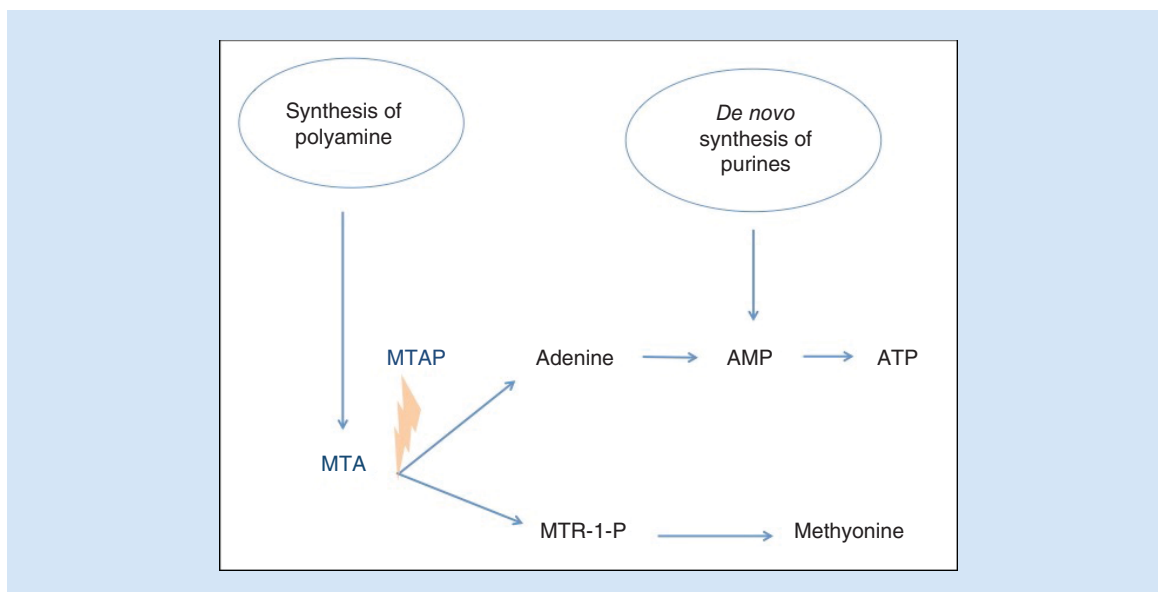 Synthesis of
polyamine
De novo
synthesis of
purines
MTAP
Adenine
AMP
ATP
MTA
MTR-1-P
Methyonine